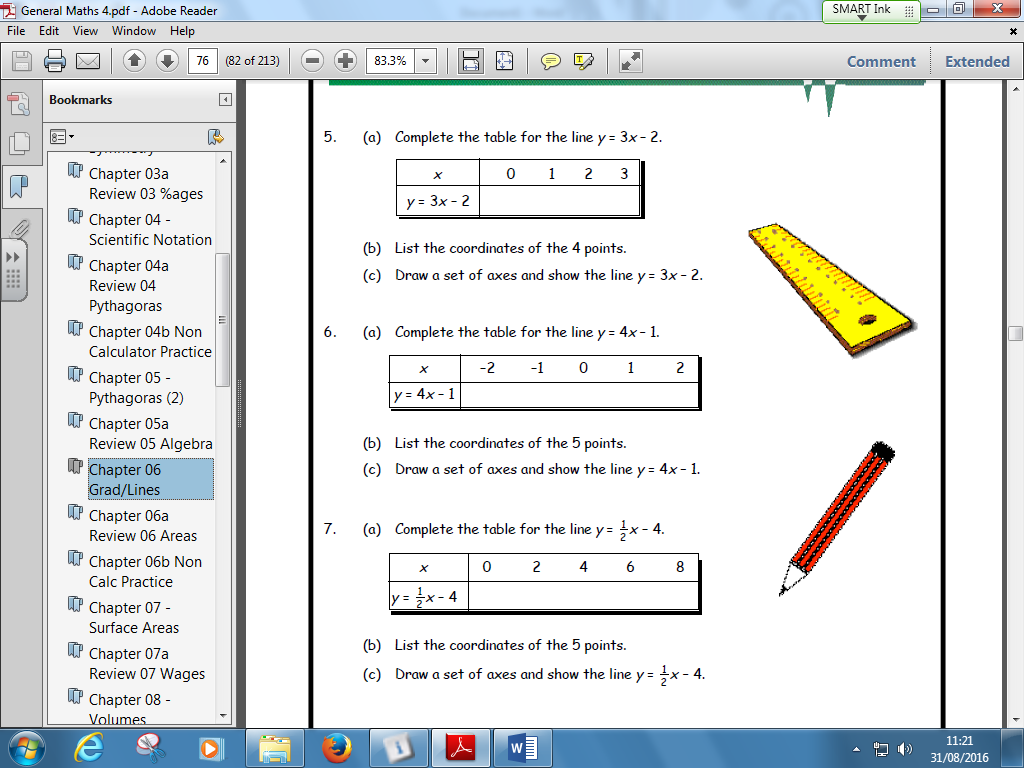 General Maths 4.pdf - Adobe Reader
SMART Ink
File Edit View Window Help
76 (82 of 213) 83.3% Comment Extended
Bookmarks
Symmetry
Chapter 03a
Review 03 %ages
Chapter 04 -
Scientific Notation
Chapter 04a
Review 04
Pythagoras
Chapter 04b Non
Calculator Practice
Chapter 05 -
Pythagoras (2)
Chapter 05a
Review 05 Algebra
Chapter 06
Grad/Lines
Chapter 06a
Review 06 Areas
Chapter 06b Non
Calc Practice
Chapter 07 -
Surface Areas
Chapter 07a
Review 07 Wages
Chapter 08 -
Volumes
5. (a) Complete the table for the line y = 3x - 2.
x 0 1 2 3
y = 3x - 2
(b) List the coordinates of the 4 points.
(c) Draw a set of axes and show the line y = 3x - 2.
6. (a) Complete the table for the line y = 4x - 1.
x -2 -1 0 1 2
y = 4x - 1
(b) List the coordinates of the 5 points.
(c) Draw a set of axes and show the line y = 4x - 1.
7. (a) Complete the table for the line y = ½x - 4.
x 0 2 4 6 8
y = ½x - 4
(b) List the coordinates of the 5 points.
(c) Draw a set of axes and show the line y = ½x - 4.
11:21
31/08/2016